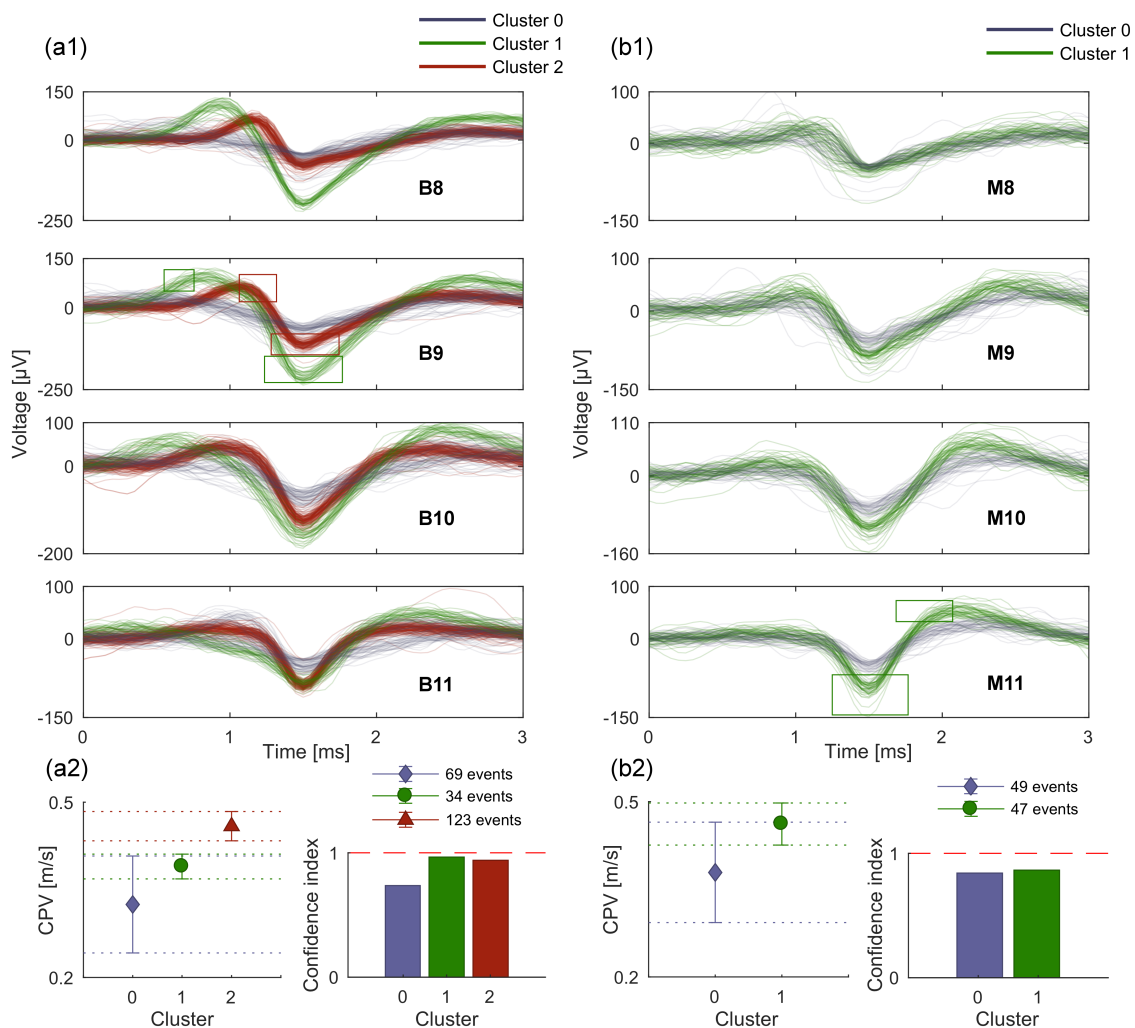 (a1)
Cluster 0
Cluster 1
Cluster 2
150
0
-250
B8
150
0
-250
B9
100
0
-200
B10
100
0
-150
B11
0
1
2
3
Voltage [µV]
Time [ms]
(b1)
Cluster 0
Cluster 1
100
0
-150
M8
100
0
-150
M9
110
0
-160
M10
100
0
-150
M11
0
1
2
3
Voltage [µV]
Time [ms]
(a2)
69 events
34 events
123 events
0.5
0.2
CPV [m/s]
0
1
2
Cluster
1
0
Confidence index
0
1
2
Cluster
(b2)
49 events
47 events
0.5
0.2
CPV [m/s]
0
1
Cluster
1
0
Confidence index
0
1
Cluster